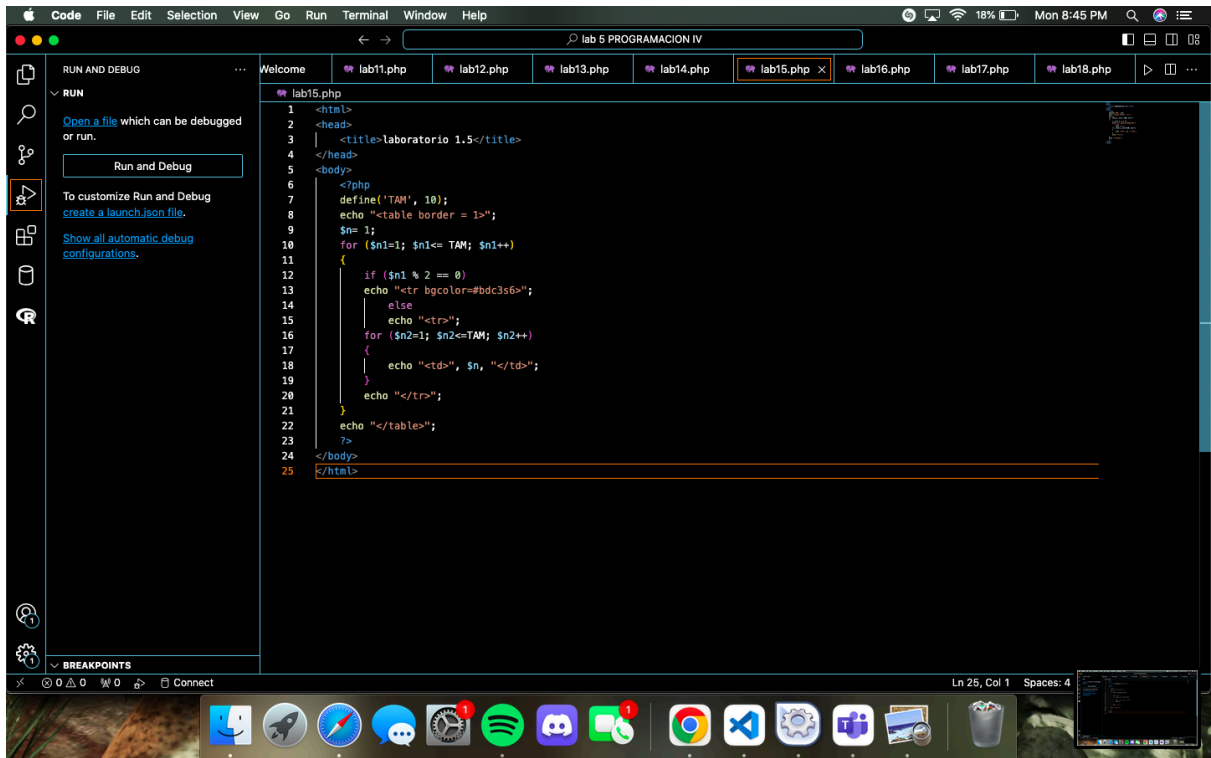 Code File Edit Selection View Go Run Terminal Window Help
18% Mon 8:45 PM
lab 5 PROGRAMACION IV
RUN AND DEBUG ...
Welcome lab11.php lab12.php lab13.php lab14.php lab15.php lab16.php lab17.php lab18.php
RUN
Open a file which can be debugged
or run.
Run and Debug
To customize Run and Debug
create a launch.json file.
Show all automatic debug
configurations.
lab15.php
1 <html>
2 <head>
3 <title>laboratorio 1.5</title>
4 </head>
5 <body>
6 <?php
7 define('TAM', 10);
8 echo "<table border = 1>";
9 $n= 1;
10 for ($n1=1; $n1<= TAM; $n1++)
11 {
12 if ($n1 % 2 == 0)
13 echo "<tr bgcolor=#bdc3s6>";
14 else
15 echo "<tr>";
16 for ($n2=1; $n2<=TAM; $n2++)
17 {
18 echo "<td>", $n, "</td>";
19 }
20 echo "</tr>";
21 }
22 echo "</table>";
23 ?>
24 </body>
25 </html>
1
1
BREAKPOINTS
0 0 0 Connect
Ln 25, Col 1 Spaces: 4
1 1